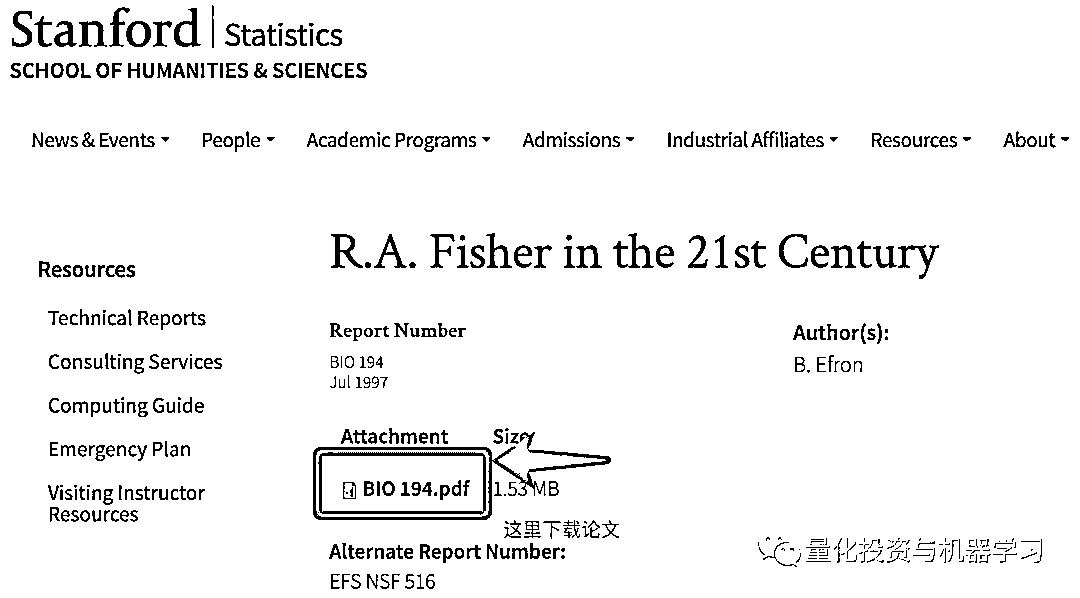 Stanford | Statistics
SCHOOL OF HUMANITIES & SCIENCES
News & Events People Academic Programs Admissions Industrial Affiliates Resources About
R.A. Fisher in the 21st Century
Resources
Technical Reports
Consulting Services
Computing Guide
Emergency Plan
Visiting Instructor
Resources
Report Number
BIO 194
Jul 1997
Author(s):
B. Efron
Attachment Size
BIO 194.pdf 1.53 MB
这里下载论文
Alternate Report Number:
EFS NSF 516
量化投资与机器学习